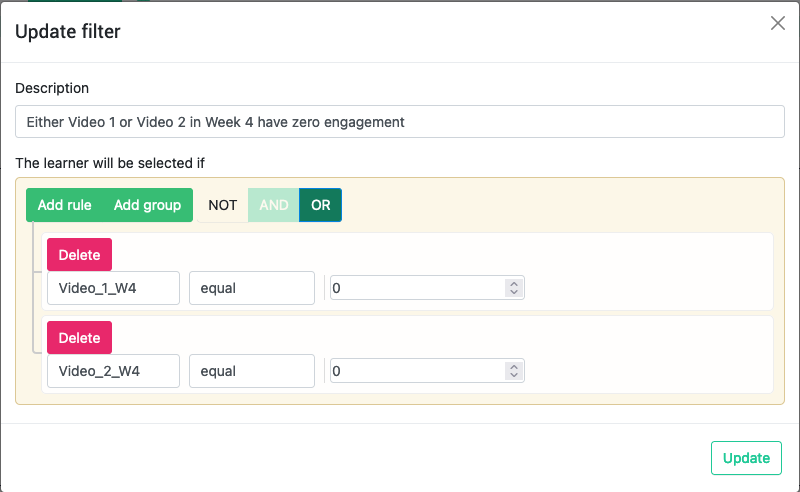 Update filter
Description
Either Video 1 or Video 2 in Week 4 have zero engagement
The learner will be selected if
Add rule Add group NOT AND OR
Delete
Video_1_W4 equal 0
Delete
Video_2_W4 equal 0
Update